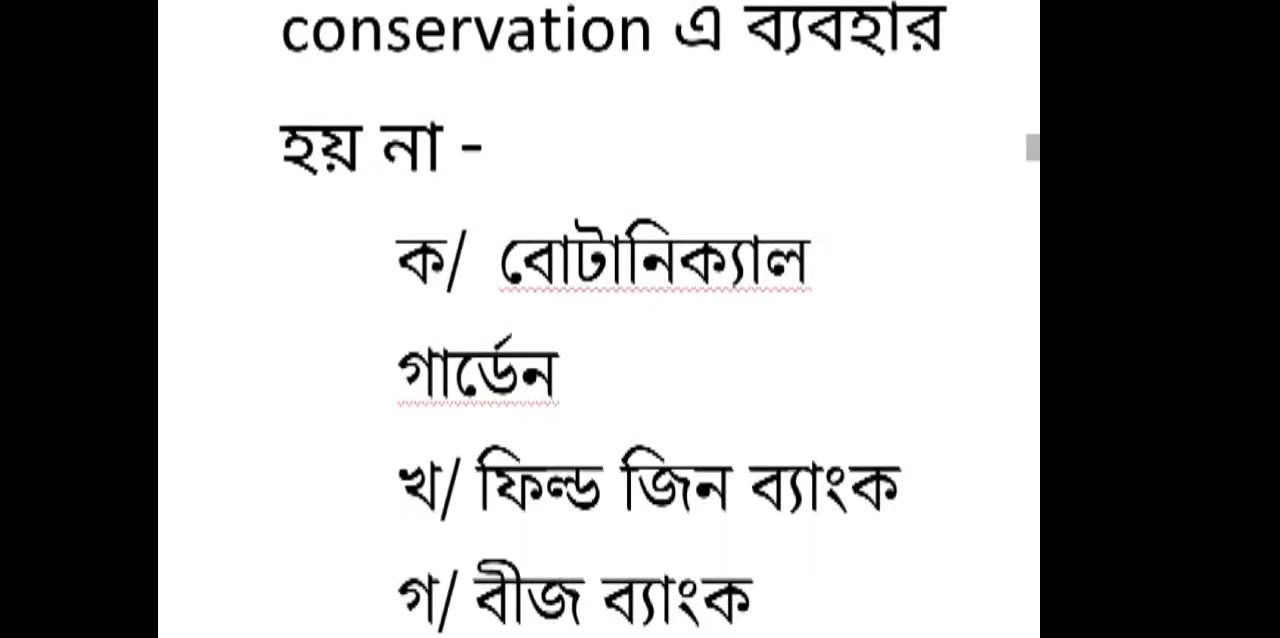 conservation এ ব্যবহার
হয় না -
ক/ বোটানিক্যাল
গার্ডেন
খ/ ফিল্ড জিন ব্যাংক
গ/ বীজ ব্যাংক